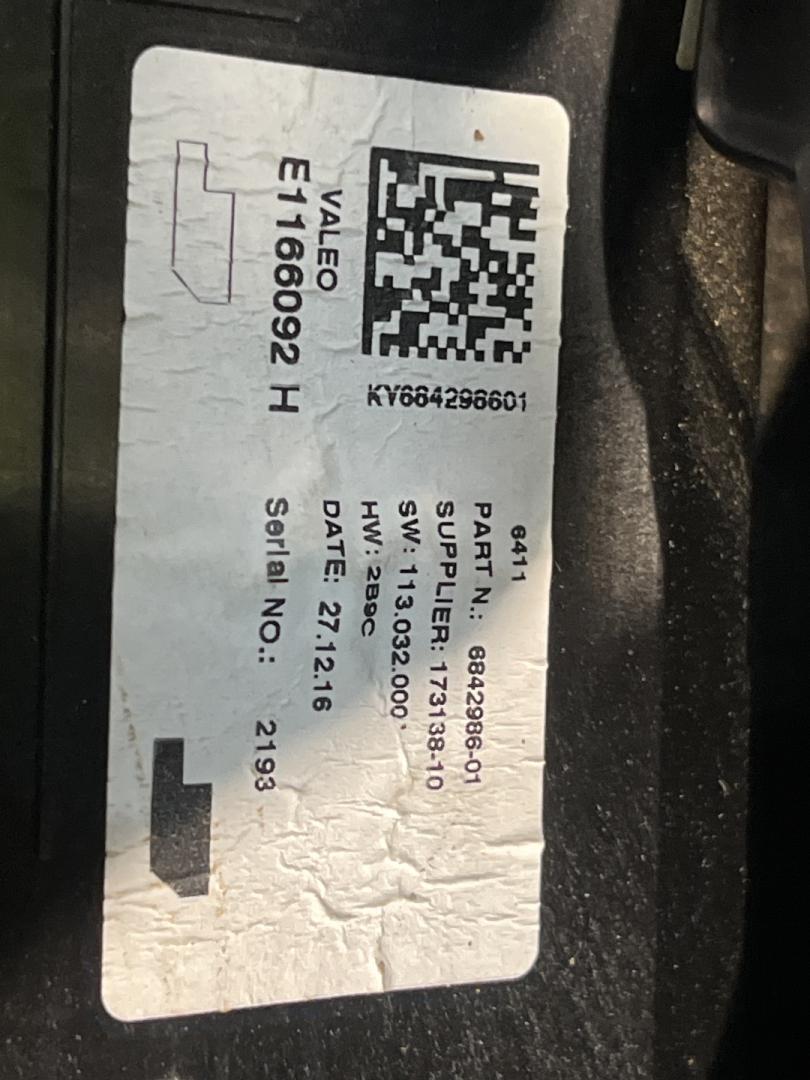 6411
PART N.: 6842986-01
SUPPLIER: 173138-10
SW: 113.032.000
HW: 2B9C
DATE: 27.12.16
Serial NO.: 2193
KY684298601
VALEO
E1166092 H